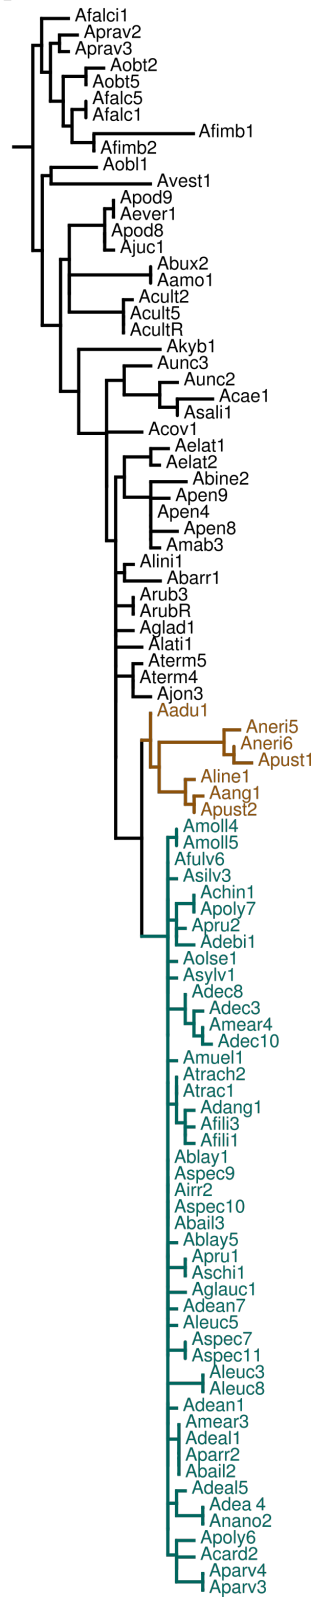 Afalci1
Aprav2
Aprav3
Aobt2
Aobt5
Afalc5
Afalc1
Afimb1
Afimb2
Aobl1
Avest1
Apod9
Aever1
Apod8
Ajuc1
Abux2
Aamo1
Acult2
Acult5
AcultR
Akyb1
Aunc3
Aunc2
Acae1
Asali1
Acov1
Aelat1
Aelat2
Abine2
Apen9
Apen4
Apen8
Amab3
Alini1
Abarr1
Arub3
ArubR
Aglad1
Alati1
Aterm5
Aterm4
Ajon3
Aadu1
Aneri5
Aneri6
Apust1
Aline1
Aang1
Apust2
Amoll4
Amoll5
Afulv6
Asilv3
Achin1
Apoly7
Apru2
Adebi1
Aolse1
Asylv1
Adec8
Adec3
Amear4
Adec10
Amuel1
Atrach2
Atrac1
Adang1
Afili3
Afili1
Ablay1
Aspec9
Airr2
Aspec10
Abail3
Ablay5
Apru1
Aschi1
Aglauc1
Adean7
Aleuc5
Aspec7
Aspec11
Aleuc3
Aleuc8
Adean1
Amear3
Adeal1
Aparr2
Abail2
Adeal5
Adea 4
Anano2
Apoly6
Acard2
Aparv4
Aparv3